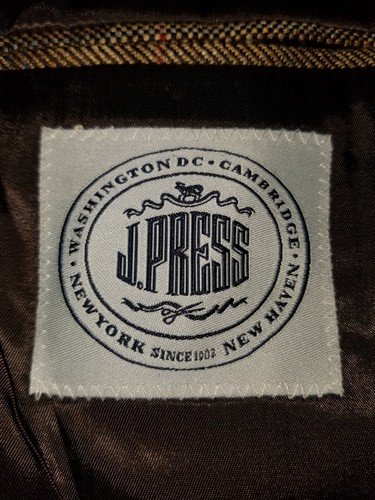 WASHINGTON DC • CAMBRIDGE •
J.PRESS
NEW YORK SINCE 1902 NEW HAVEN